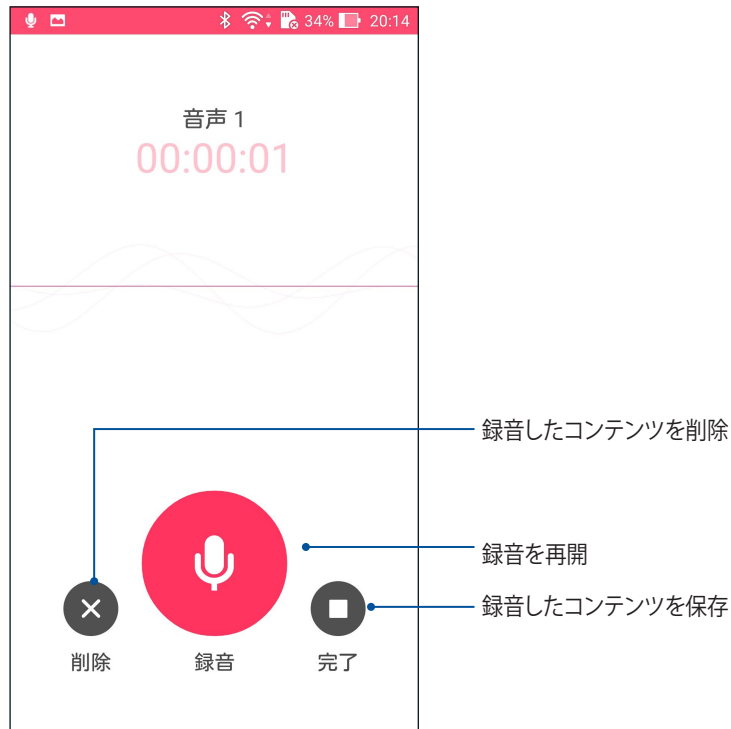 34% 20:14
音声 1
00:00:01
録音したコンテンツを削除
録音を再開
録音したコンテンツを保存
削除 録音 完了